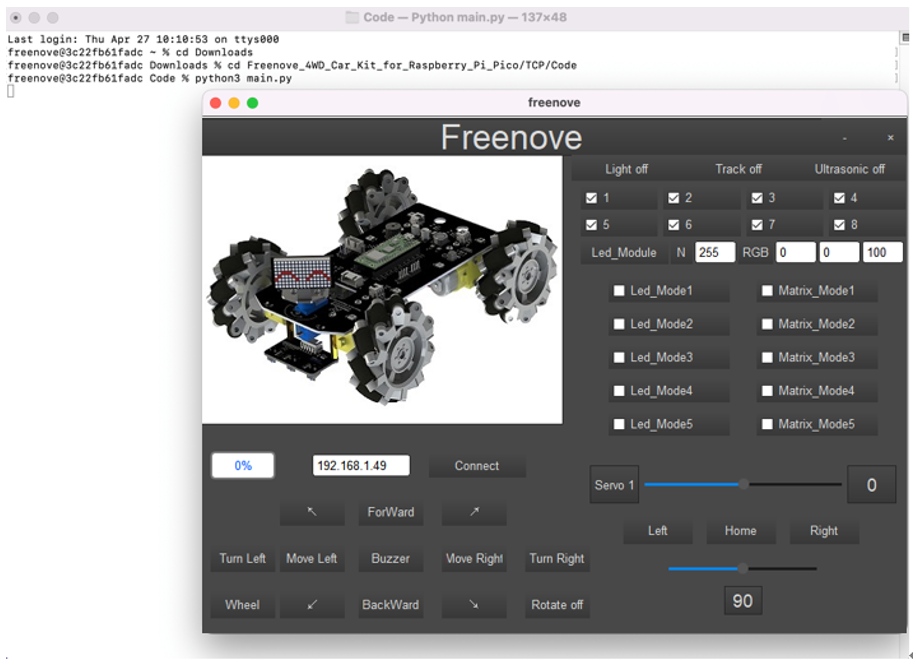 Code — Python main.py — 137×48
Last login: Thu Apr 27 10:10:53 on ttys000
freenove@3c22fb61fadc ~ % cd Downloads
freenove@3c22fb61fadc Downloads % cd Freenove_4WD_Car_Kit_for_Raspberry_Pi_Pico/TCP/Code
freenove@3c22fb61fadc Code % python3 main.py
freenove
Freenove - ×
Light off Track off Ultrasonic off
1 2 3 4
5 6 7 8
Led_Module N 255 RGB 0 0 100
Led_Mode1 Matrix_Mode1
Led_Mode2 Matrix_Mode2
Led_Mode3 Matrix_Mode3
Led_Mode4 Matrix_Mode4
Led_Mode5 Matrix_Mode5
0% 192.168.1.49 Connect
Servo 1 0
↖ ForWard ↗
Left Home Right
Turn Left Move Left Buzzer Move Right Turn Right
90
Wheel ↙ BackWard ↘ Rotate off